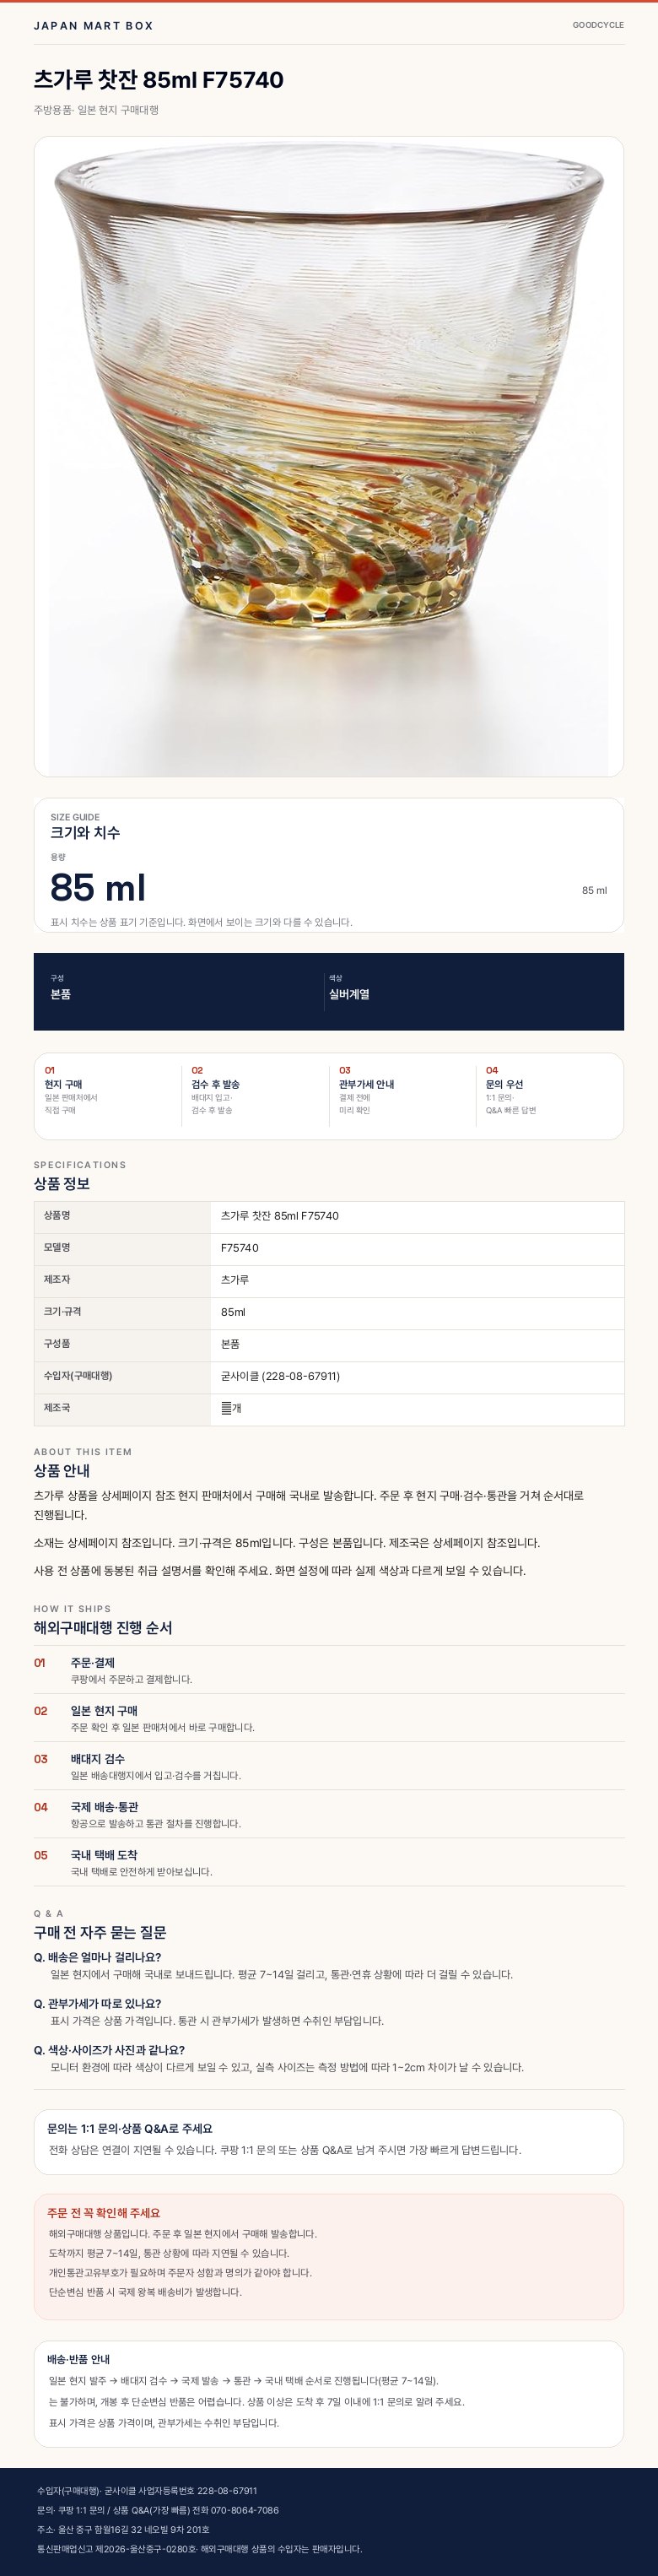 JAPAN MART BOX
GOODCYCLE
츠가루 찻잔 85ml F75740
주방용품· 일본 현지 구매대행
SIZE GUIDE
크기와 치수
용량
85 ml
85 ml
표시 치수는 상품 표기 기준입니다. 화면에서 보이는 크기와 다를 수 있습니다.
구성
본품
색상
실버계열
01
현지 구매
일본 판매처에서
직접 구매
02
검수 후 발송
배대지 입고·
검수 후 발송
03
관부가세 안내
결제 전에
미리 확인
04
문의 우선
1:1 문의·
Q&A 빠른 답변
SPECIFICATIONS
상품 정보
상품명
츠가루 찻잔 85ml F75740
모델명
F75740
제조자
츠가루
크기·규격
85ml
구성품
본품
수입자(구매대행)
굳사이클 (228-08-67911)
제조국
개
ABOUT THIS ITEM
상품 안내
츠가루 상품을 상세페이지 참조 현지 판매처에서 구매해 국내로 발송합니다. 주문 후 현지 구매·검수·통관을 거쳐 순서대로
진행됩니다.
소재는 상세페이지 참조입니다. 크기·규격은 85ml입니다. 구성은 본품입니다. 제조국은 상세페이지 참조입니다.
사용 전 상품에 동봉된 취급 설명서를 확인해 주세요. 화면 설정에 따라 실제 색상과 다르게 보일 수 있습니다.
HOW IT SHIPS
해외구매대행 진행 순서
01
주문·결제
쿠팡에서 주문하고 결제합니다.
02
일본 현지 구매
주문 확인 후 일본 판매처에서 바로 구매합니다.
03
배대지 검수
일본 배송대행지에서 입고·검수를 거칩니다.
04
국제 배송·통관
항공으로 발송하고 통관 절차를 진행합니다.
05
국내 택배 도착
국내 택배로 안전하게 받아보십니다.
Q & A
구매 전 자주 묻는 질문
Q. 배송은 얼마나 걸리나요?
일본 현지에서 구매해 국내로 보내드립니다. 평균 7~14일 걸리고, 통관·연휴 상황에 따라 더 걸릴 수 있습니다.
Q. 관부가세가 따로 있나요?
표시 가격은 상품 가격입니다. 통관 시 관부가세가 발생하면 수취인 부담입니다.
Q. 색상·사이즈가 사진과 같나요?
모니터 환경에 따라 색상이 다르게 보일 수 있고, 실측 사이즈는 측정 방법에 따라 1~2cm 차이가 날 수 있습니다.
문의는 1:1 문의·상품 Q&A로 주세요
전화 상담은 연결이 지연될 수 있습니다. 쿠팡 1:1 문의 또는 상품 Q&A로 남겨 주시면 가장 빠르게 답변드립니다.
주문 전 꼭 확인해 주세요
해외구매대행 상품입니다. 주문 후 일본 현지에서 구매해 발송합니다.
도착까지 평균 7~14일, 통관 상황에 따라 지연될 수 있습니다.
개인통관고유부호가 필요하며 주문자 성함과 명의가 같아야 합니다.
단순변심 반품 시 국제 왕복 배송비가 발생합니다.
배송·반품 안내
일본 현지 발주 → 배대지 검수 → 국제 발송 → 통관 → 국내 택배 순서로 진행됩니다(평균 7~14일).
는 불가하며, 개봉 후 단순변심 반품은 어렵습니다. 상품 이상은 도착 후 7일 이내에 1:1 문의로 알려 주세요.
표시 가격은 상품 가격이며, 관부가세는 수취인 부담입니다.
수입자(구매대행)· 굳사이클 사업자등록번호 228-08-67911
문의· 쿠팡 1:1 문의 / 상품 Q&A(가장 빠름) 전화 070-8064-7086
주소· 울산 중구 함월16길 32 네오빌 9차 201호
통신판매업신고 제2026-울산중구-0280호· 해외구매대행 상품의 수입자는 판매자입니다.